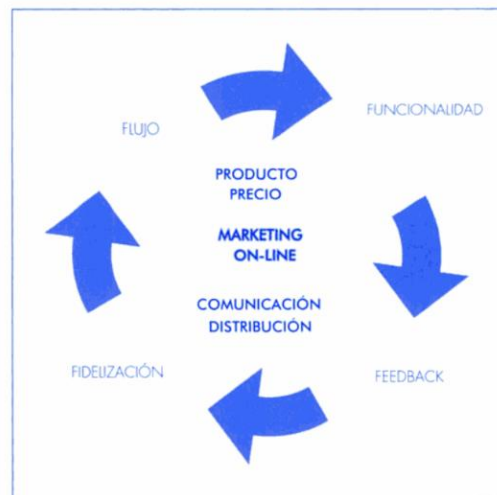 FLUJO
FUNCIONALIDAD
PRODUCTO
PRECIO
MARKETING
ON-LINE
COMUNICACIÓN
DISTRIBUCIÓN
FIDELIZACIÓN
FEEDBACK